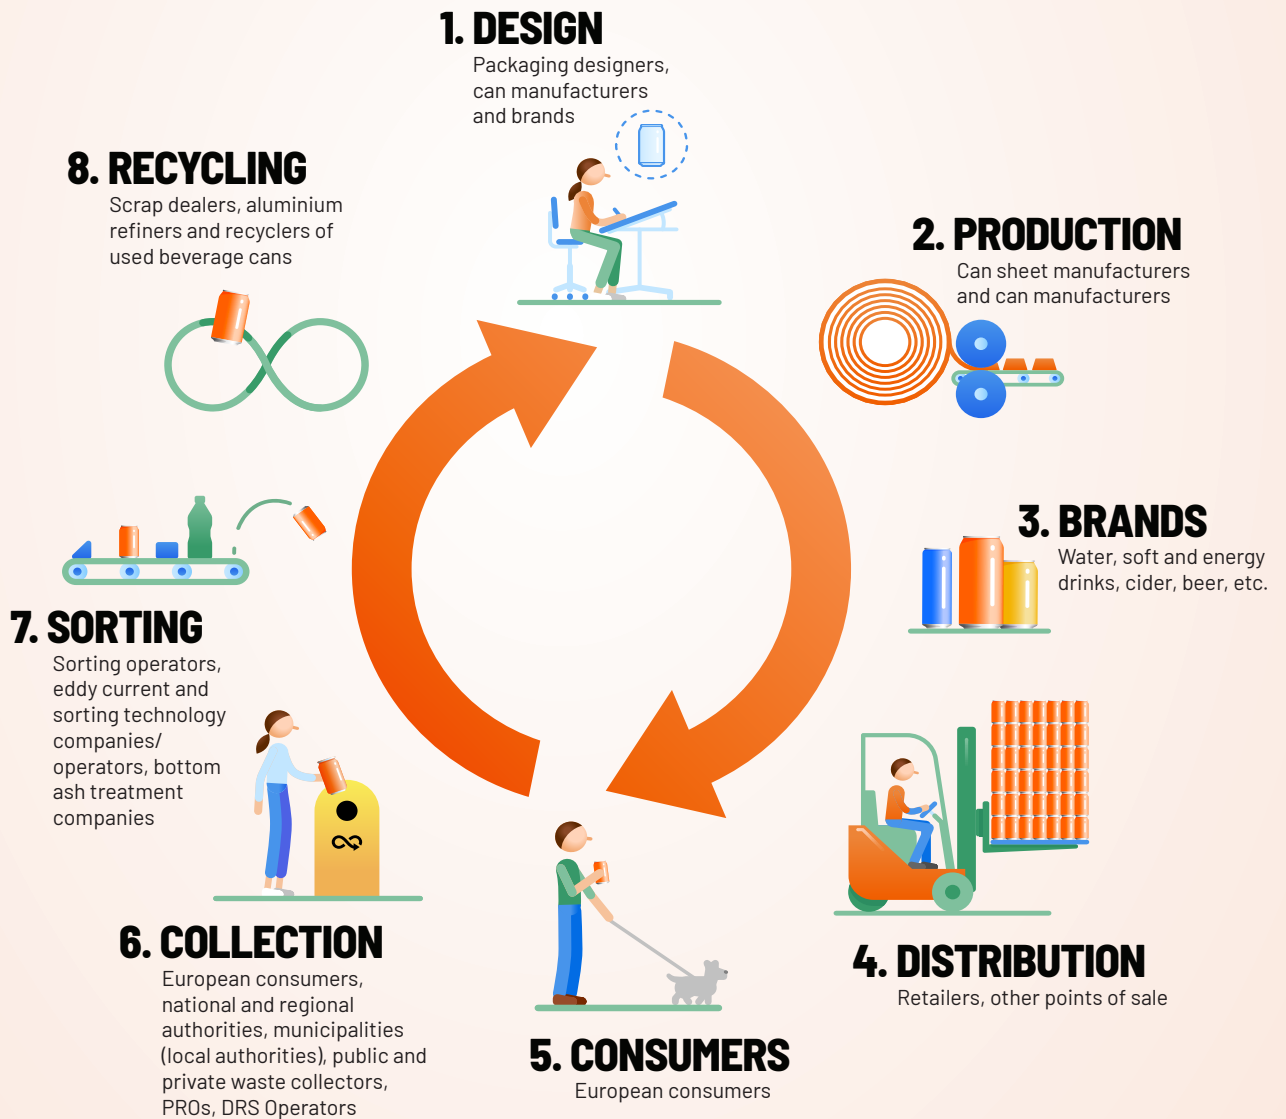 1. DESIGN
Packaging designers,
can manufacturers
and brands
2. PRODUCTION
Can sheet manufacturers
and can manufacturers
3. BRANDS
Water, soft and energy
drinks, cider, beer, etc.
4. DISTRIBUTION
Retailers, other points of sale
5. CONSUMERS
European consumers
6. COLLECTION
European consumers,
national and regional
authorities, municipalities
(local authorities), public and
private waste collectors,
PROs, DRS Operators
7. SORTING
Sorting operators,
eddy current and
sorting technology
companies/
operators, bottom
ash treatment
companies
8. RECYCLING
Scrap dealers, aluminium
refiners and recyclers of
used beverage cans